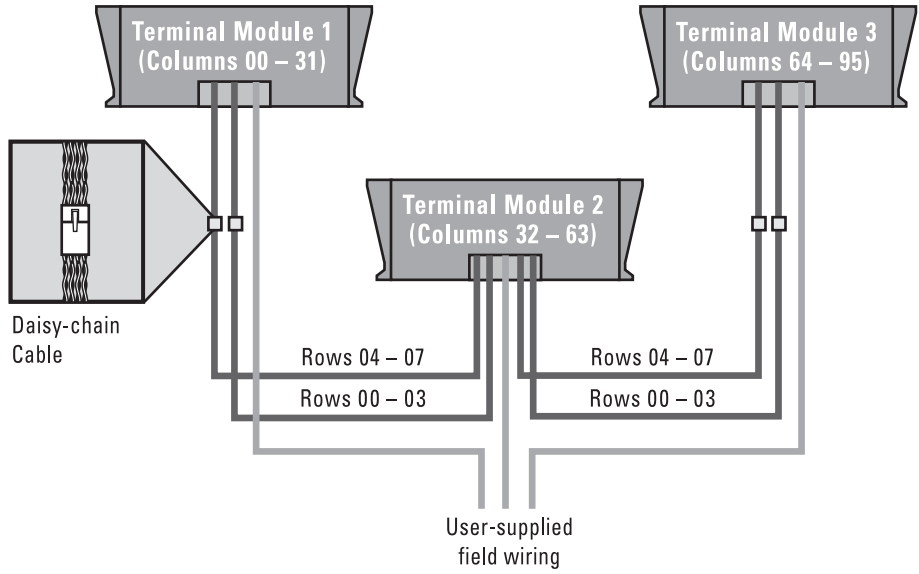 Terminal Module 1
(Columns 00 – 31)
Terminal Module 3
(Columns 64 – 95)
Terminal Module 2
(Columns 32 – 63)
Daisy-chain
Cable
Rows 04 – 07
Rows 04 – 07
Rows 00 – 03
Rows 00 – 03
User-supplied
field wiring